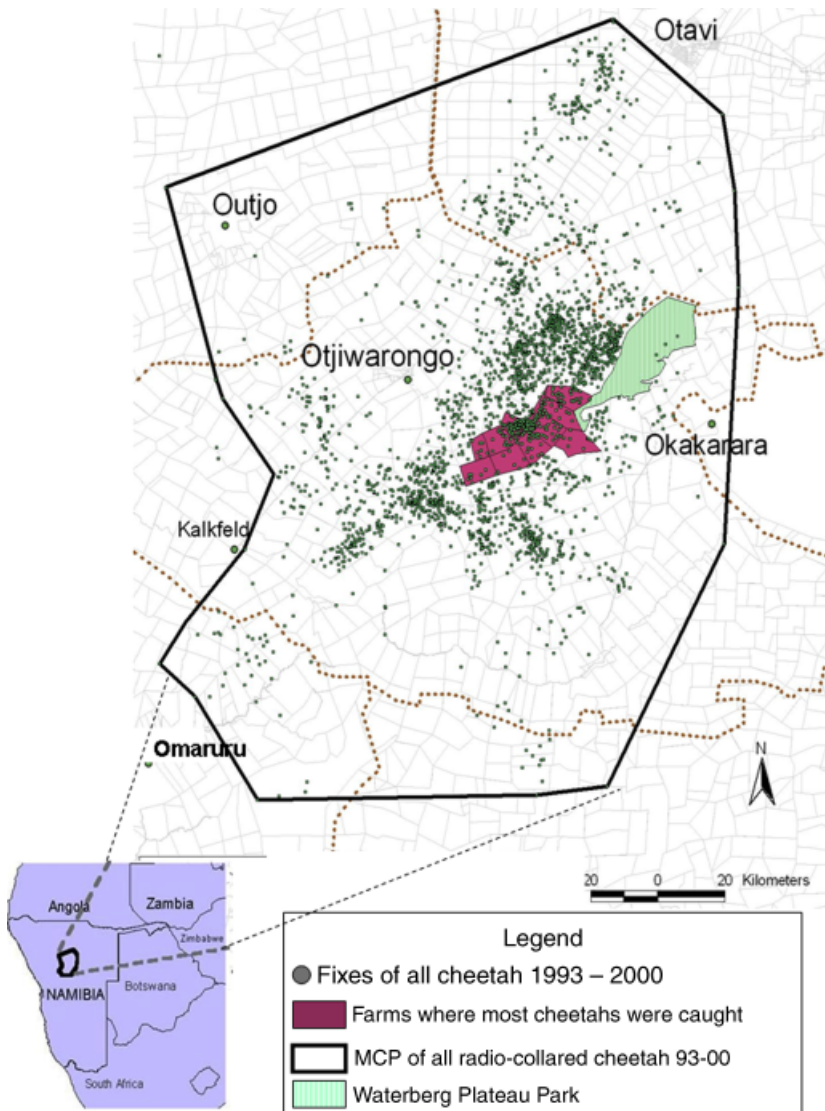 Otavi
Outjo
Otjiwarongo
Okakarara
Kalkfeld
Omaruru
N
20 0 20 Kilometers
Angola
Zambia
Zimbabwe
NAMIBIA
Botswana
South Africa
Legend
Fixes of all cheetah 1993 – 2000
Farms where most cheetahs were caught
MCP of all radio-collared cheetah 93-00
Waterberg Plateau Park